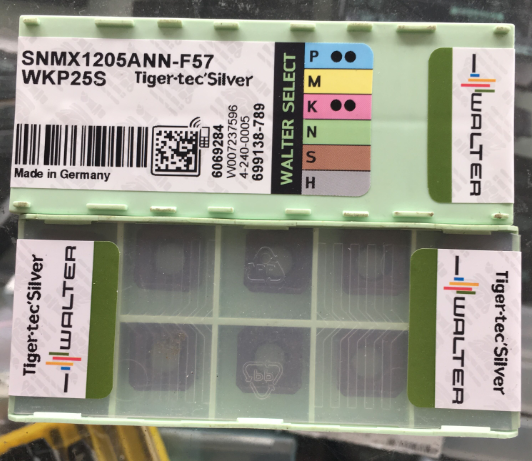 SNMX1205ANN-F57
WKP25S Tiger·tec®Silver
Made in Germany
6069284
W007237596
4-240-0005
699138-789
WALTER SELECT
P
M
K
N
S
H
WALTER
Tiger·tec®Silver
WALTER
WALTER
Tiger·tec®Silver